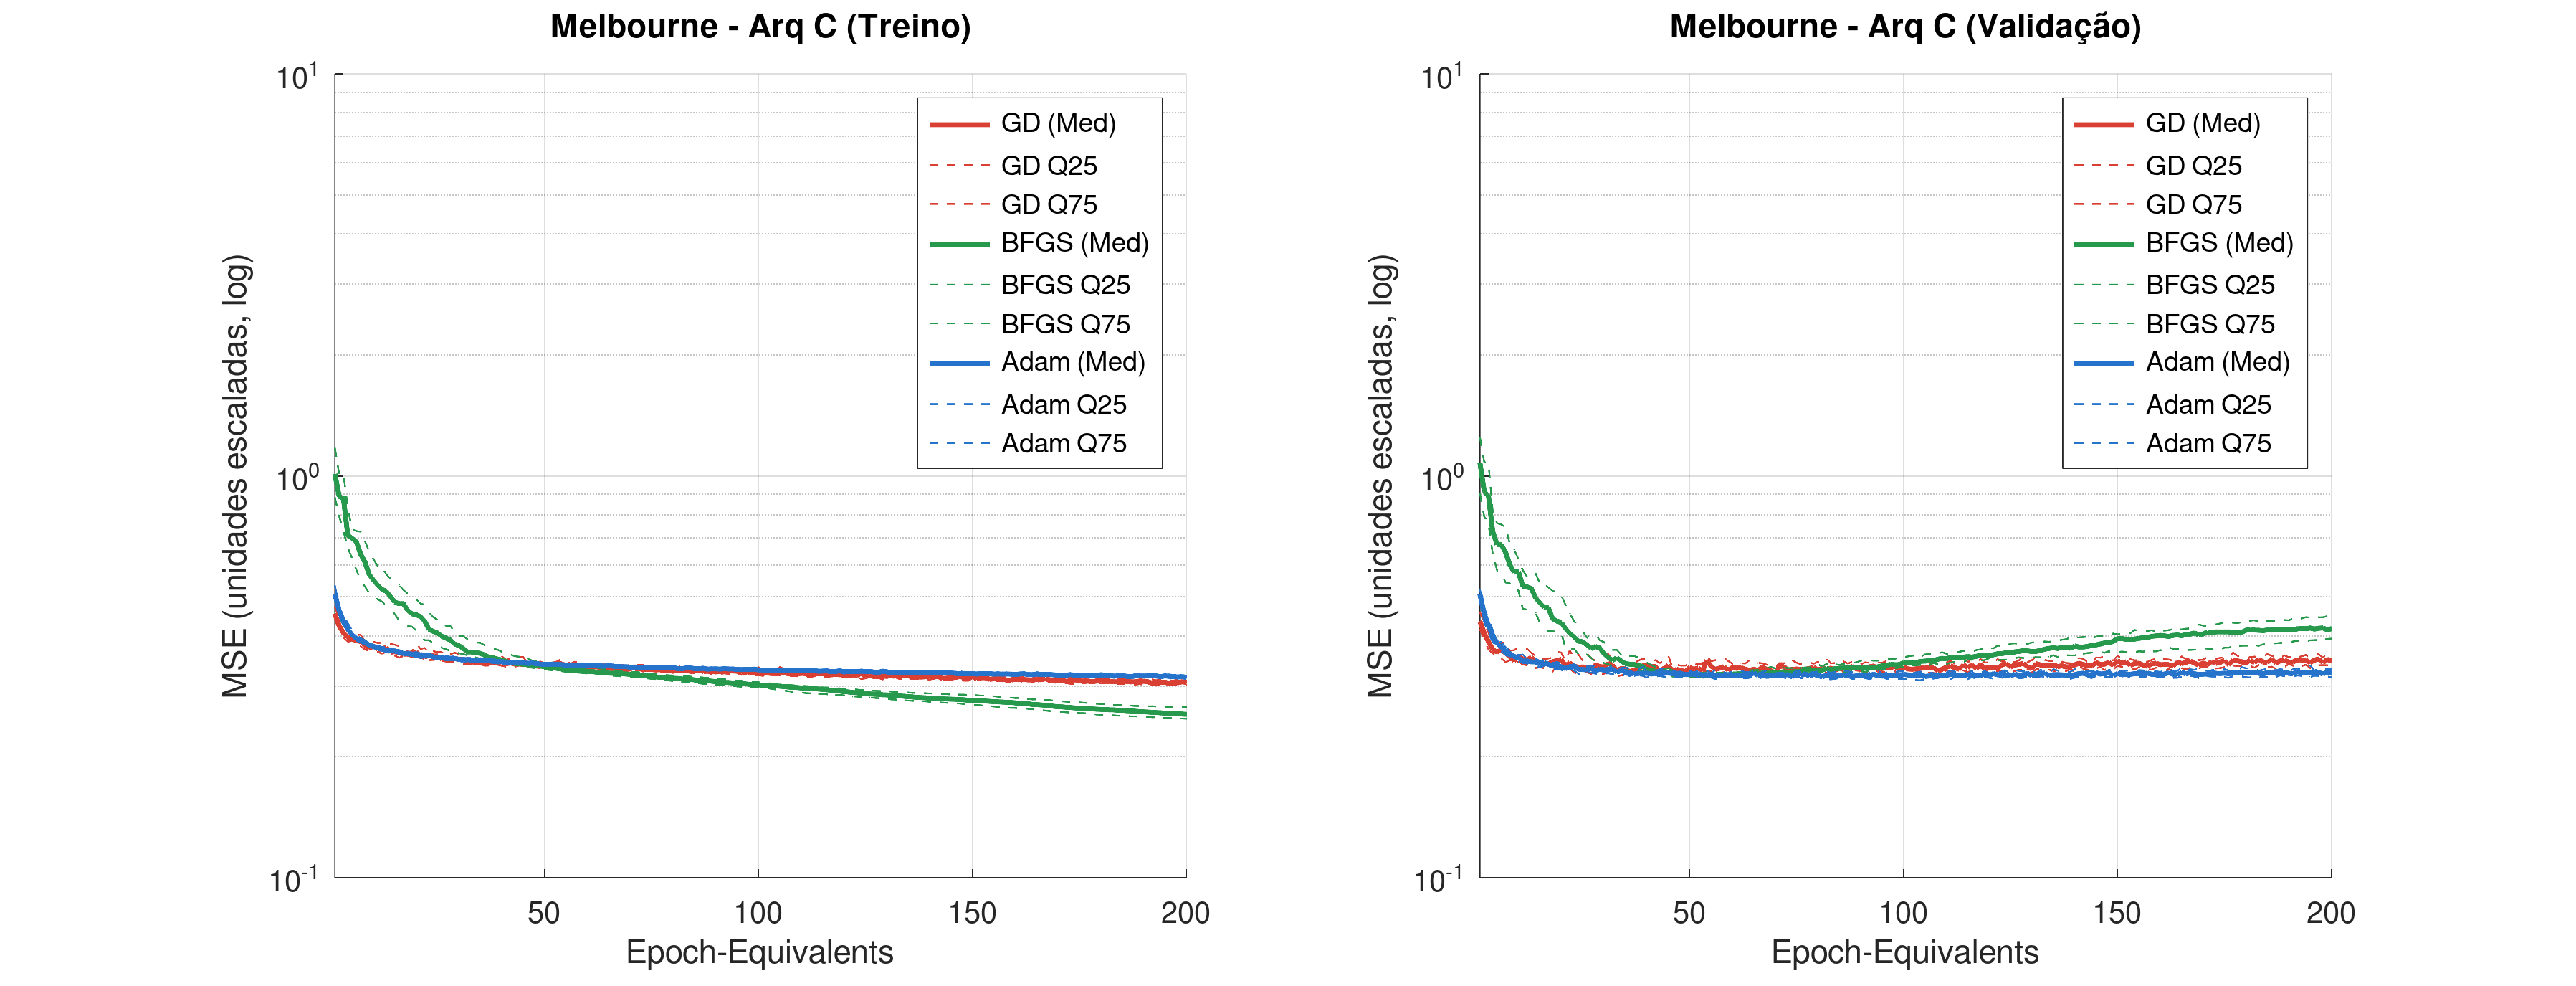 Melbourne - Arq C (Treino)
MSE (unidades escaladas, log)
10^1
10^0
10^-1
GD (Med)
GD Q25
GD Q75
BFGS (Med)
BFGS Q25
BFGS Q75
Adam (Med)
Adam Q25
Adam Q75
50 100 150 200
Epoch-Equivalents
Melbourne - Arq C (Validação)
MSE (unidades escaladas, log)
10^1
10^0
10^-1
GD (Med)
GD Q25
GD Q75
BFGS (Med)
BFGS Q25
BFGS Q75
Adam (Med)
Adam Q25
Adam Q75
50 100 150 200
Epoch-Equivalents